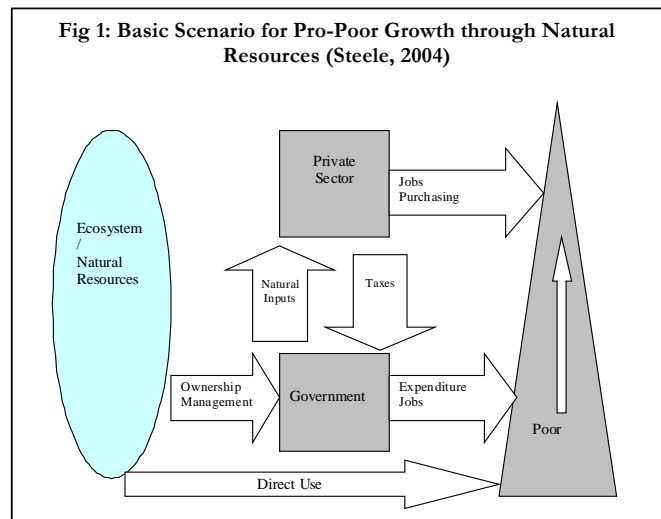 Fig 1: Basic Scenario for Pro-Poor Growth through Natural
Resources (Steele, 2004)
Private
Sector
Jobs
Purchasing
Ecosystem
/
Natural
Resources
Natural
Inputs
Taxes
Ownership
Management
Government
Expenditure
Jobs
Poor
Direct Use